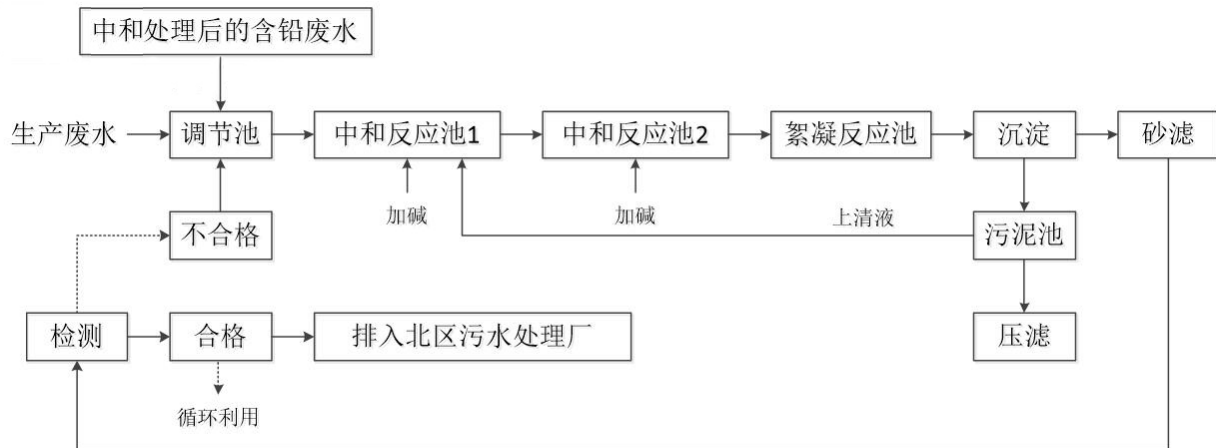 中和处理后的含铅废水
生产废水
调节池
中和反应池1
中和反应池2
絮凝反应池
沉淀
砂滤
加碱
加碱
上清液
不合格
污泥池
检测
合格
排入北区污水处理厂
压滤
循环利用